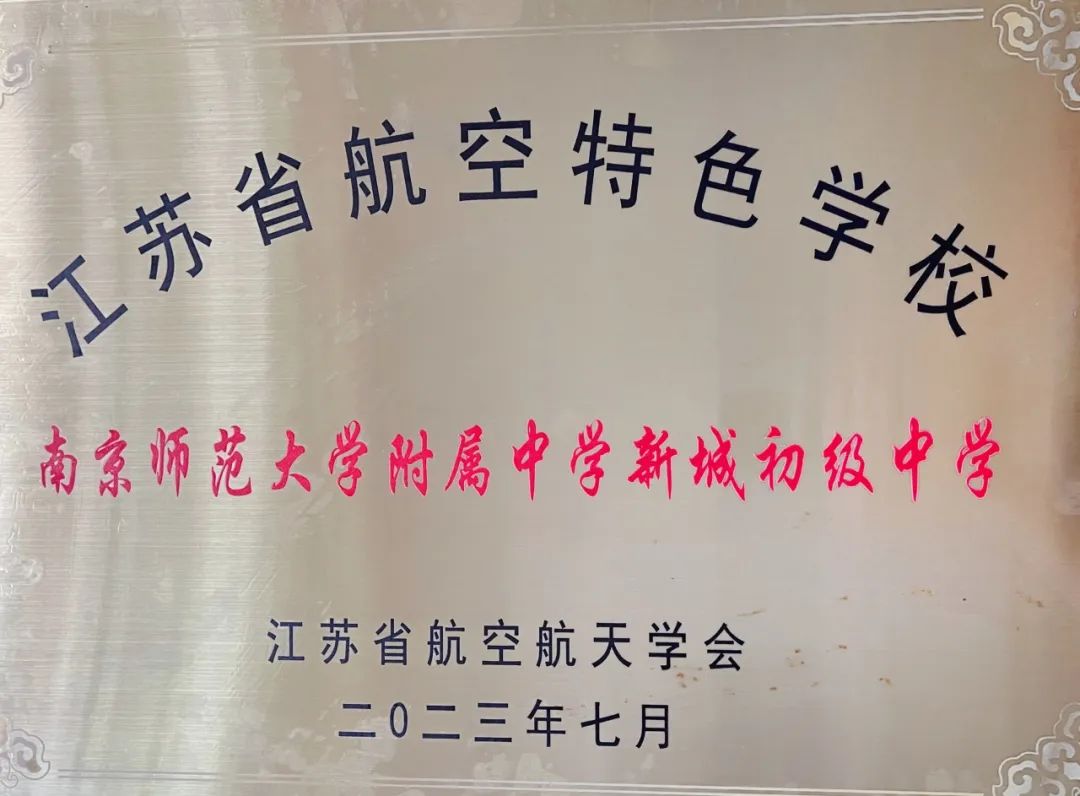 江苏省航空特色学校
南京师范大学附属中学新城初级中学
江苏省航空航天学会
二0二三年七月